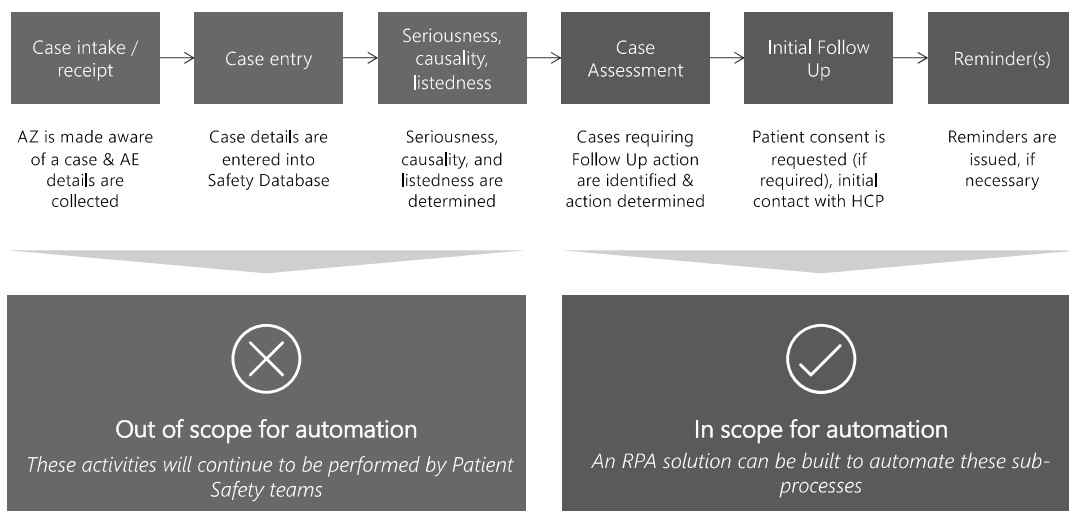 Case intake /
receipt
Case entry
Seriousness,
causality,
listedness
Case
Assessment
Initial Follow
Up
Reminder(s)
AZ is made aware
of a case & AE
details are
collected
Case details are
entered into
Safety Database
Seriousness,
causality, and
listedness are
determined
Cases requiring
Follow Up action
are identified &
action determined
Patient consent is
requested (if
required), initial
contact with HCP
Reminders are
issued, if
necessary
Out of scope for automation
These activities will continue to be performed by Patient
Safety teams
In scope for automation
An RPA solution can be built to automate these sub-
processes